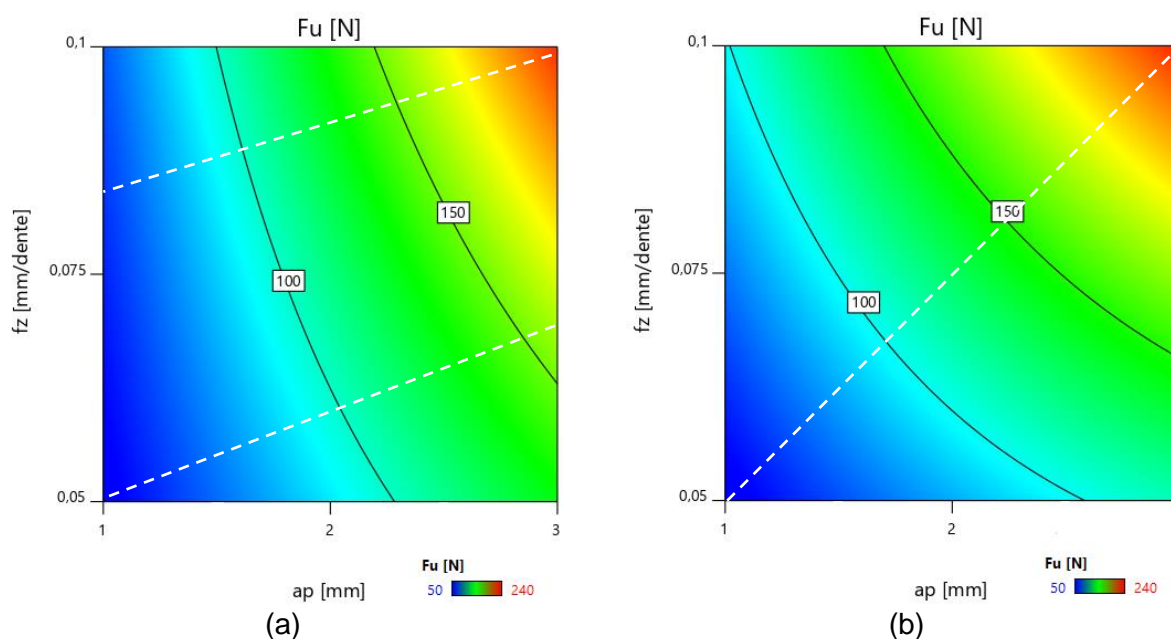 Fu [N]
0,1
0,075
0,05
fz [mm/dente]
100
150
1
2
3
ap [mm]
Fu [N]
50
240
(a)
Fu [N]
0,1
0,075
0,05
fz [mm/dente]
100
150
1
2
ap [mm]
Fu [N]
50
240
(b)